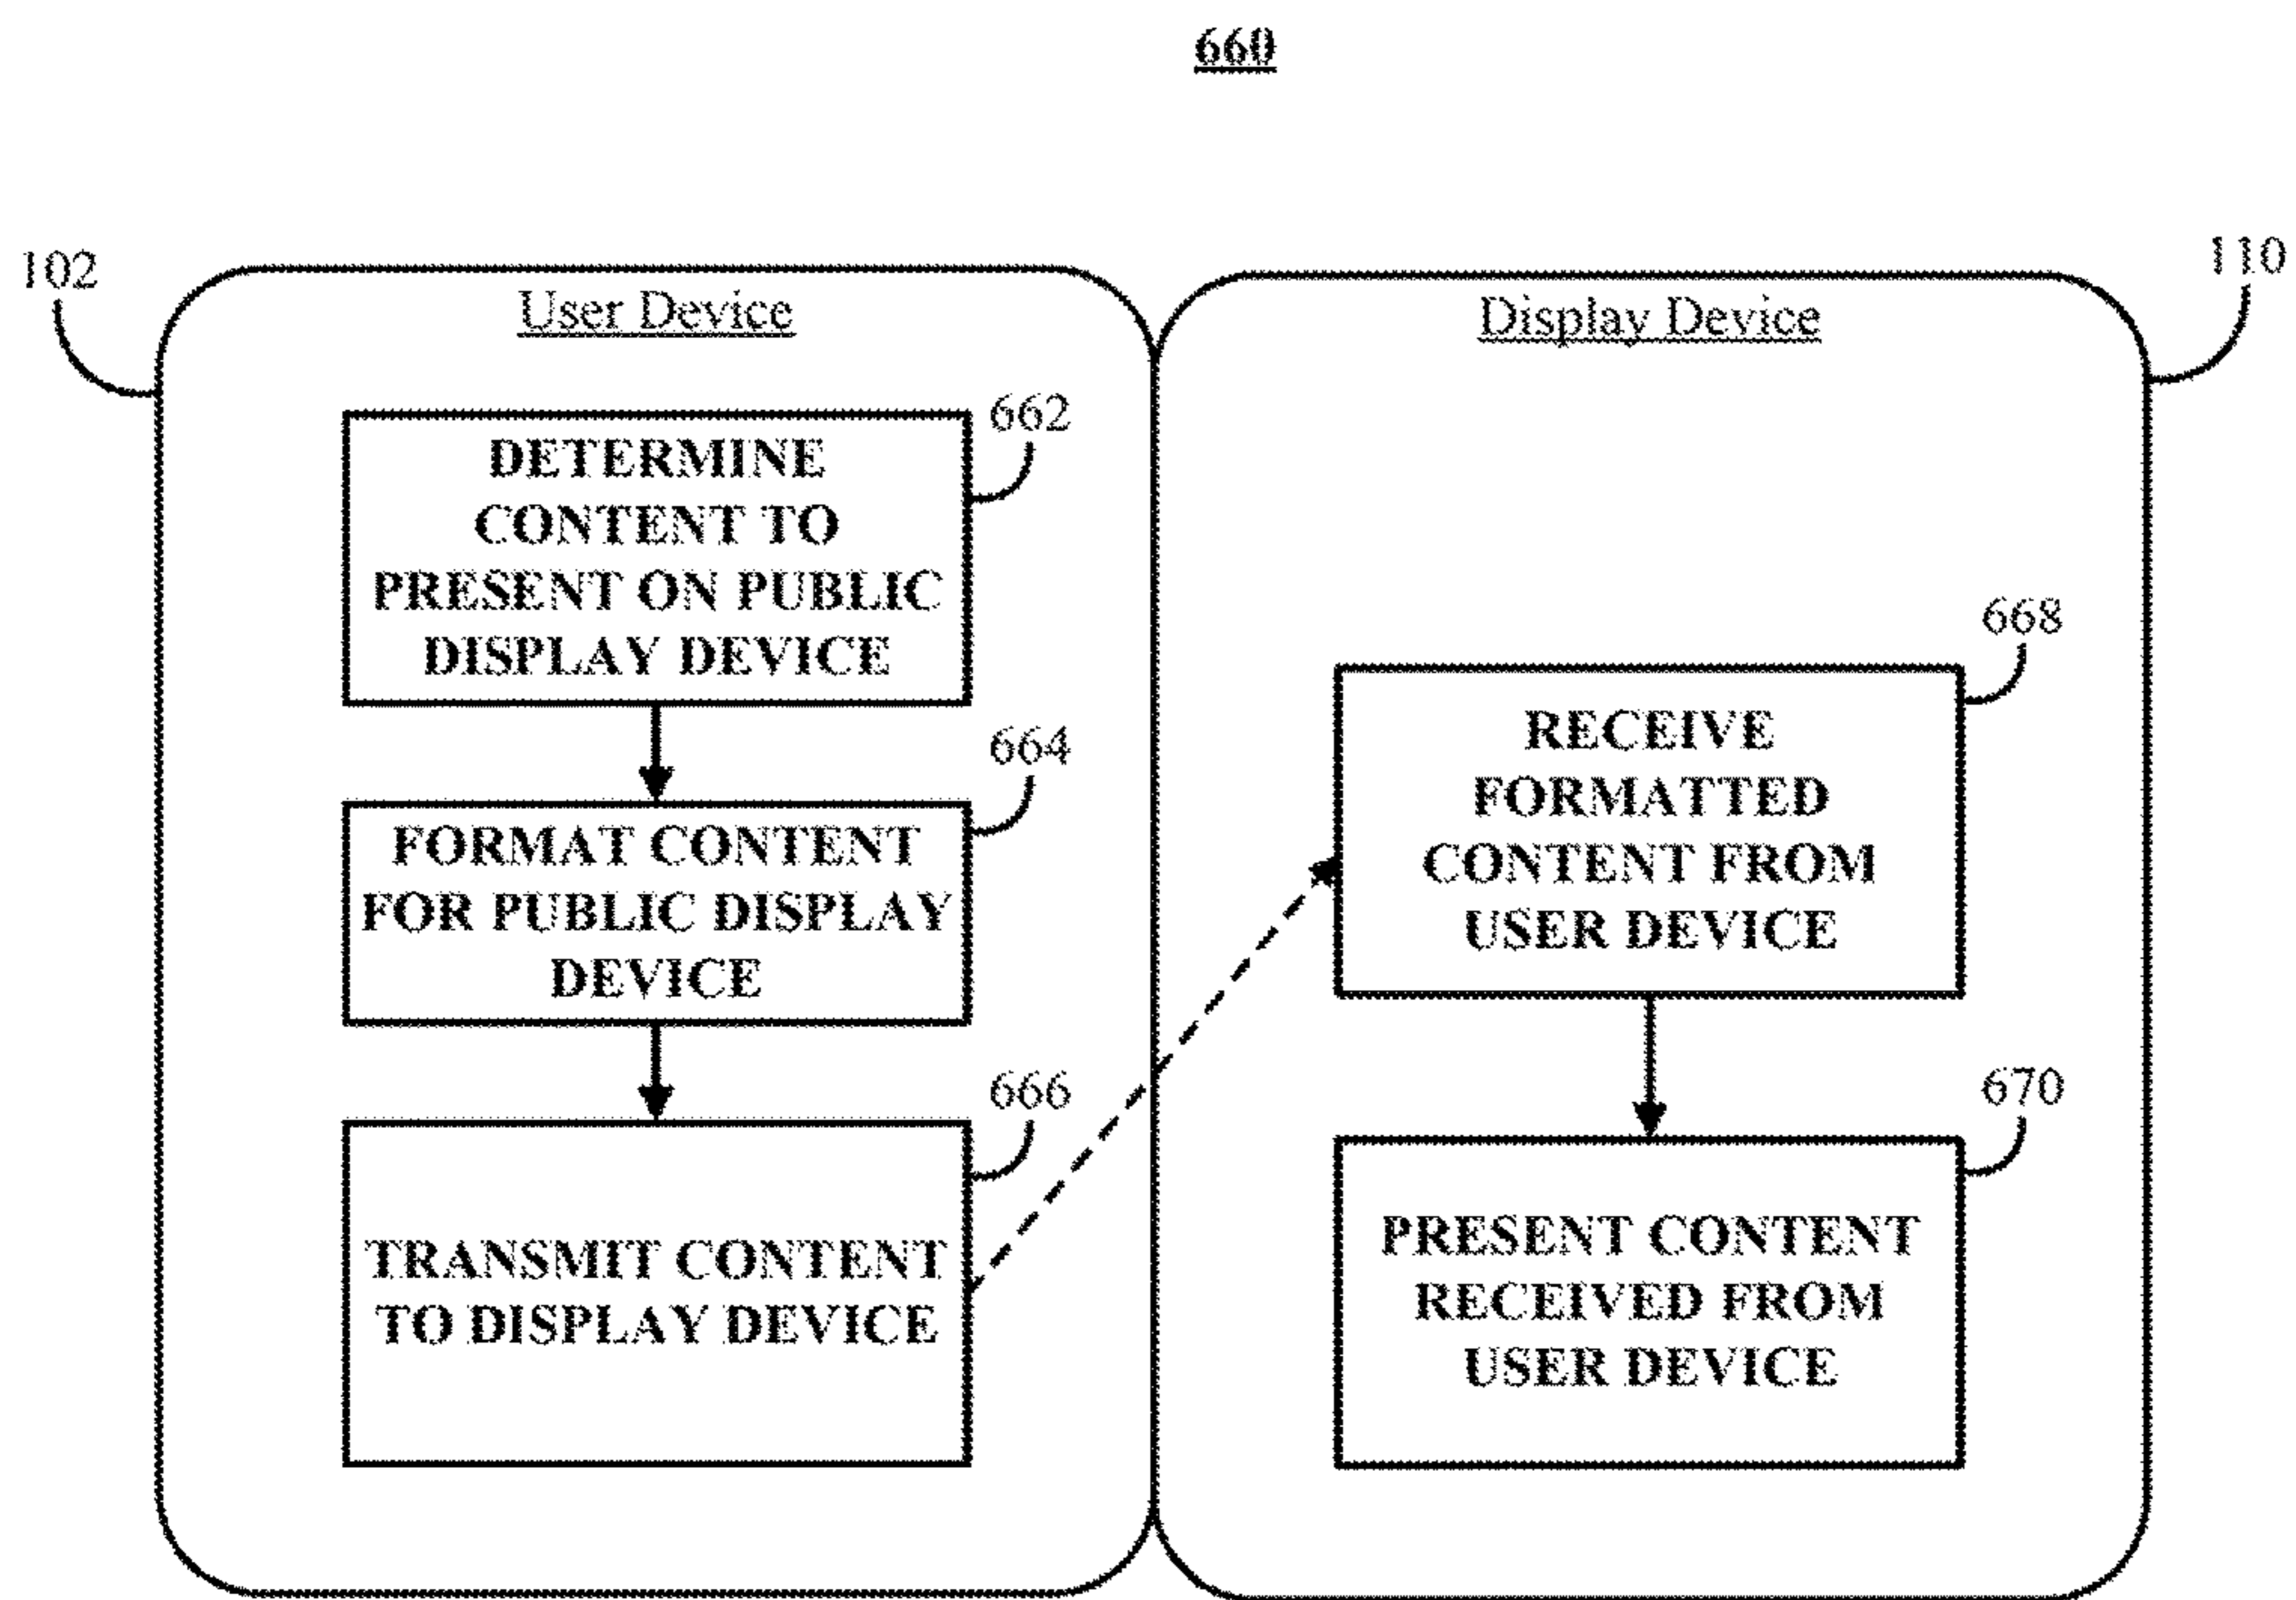 660
102
User Device
662
DETERMINE
CONTENT TO
PRESENT ON PUBLIC
DISPLAY DEVICE
664
FORMAT CONTENT
FOR PUBLIC DISPLAY
DEVICE
666
TRANSMIT CONTENT
TO DISPLAY DEVICE
110
Display Device
668
RECEIVE
FORMATTED
CONTENT FROM
USER DEVICE
670
PRESENT CONTENT
RECEIVED FROM
USER DEVICE